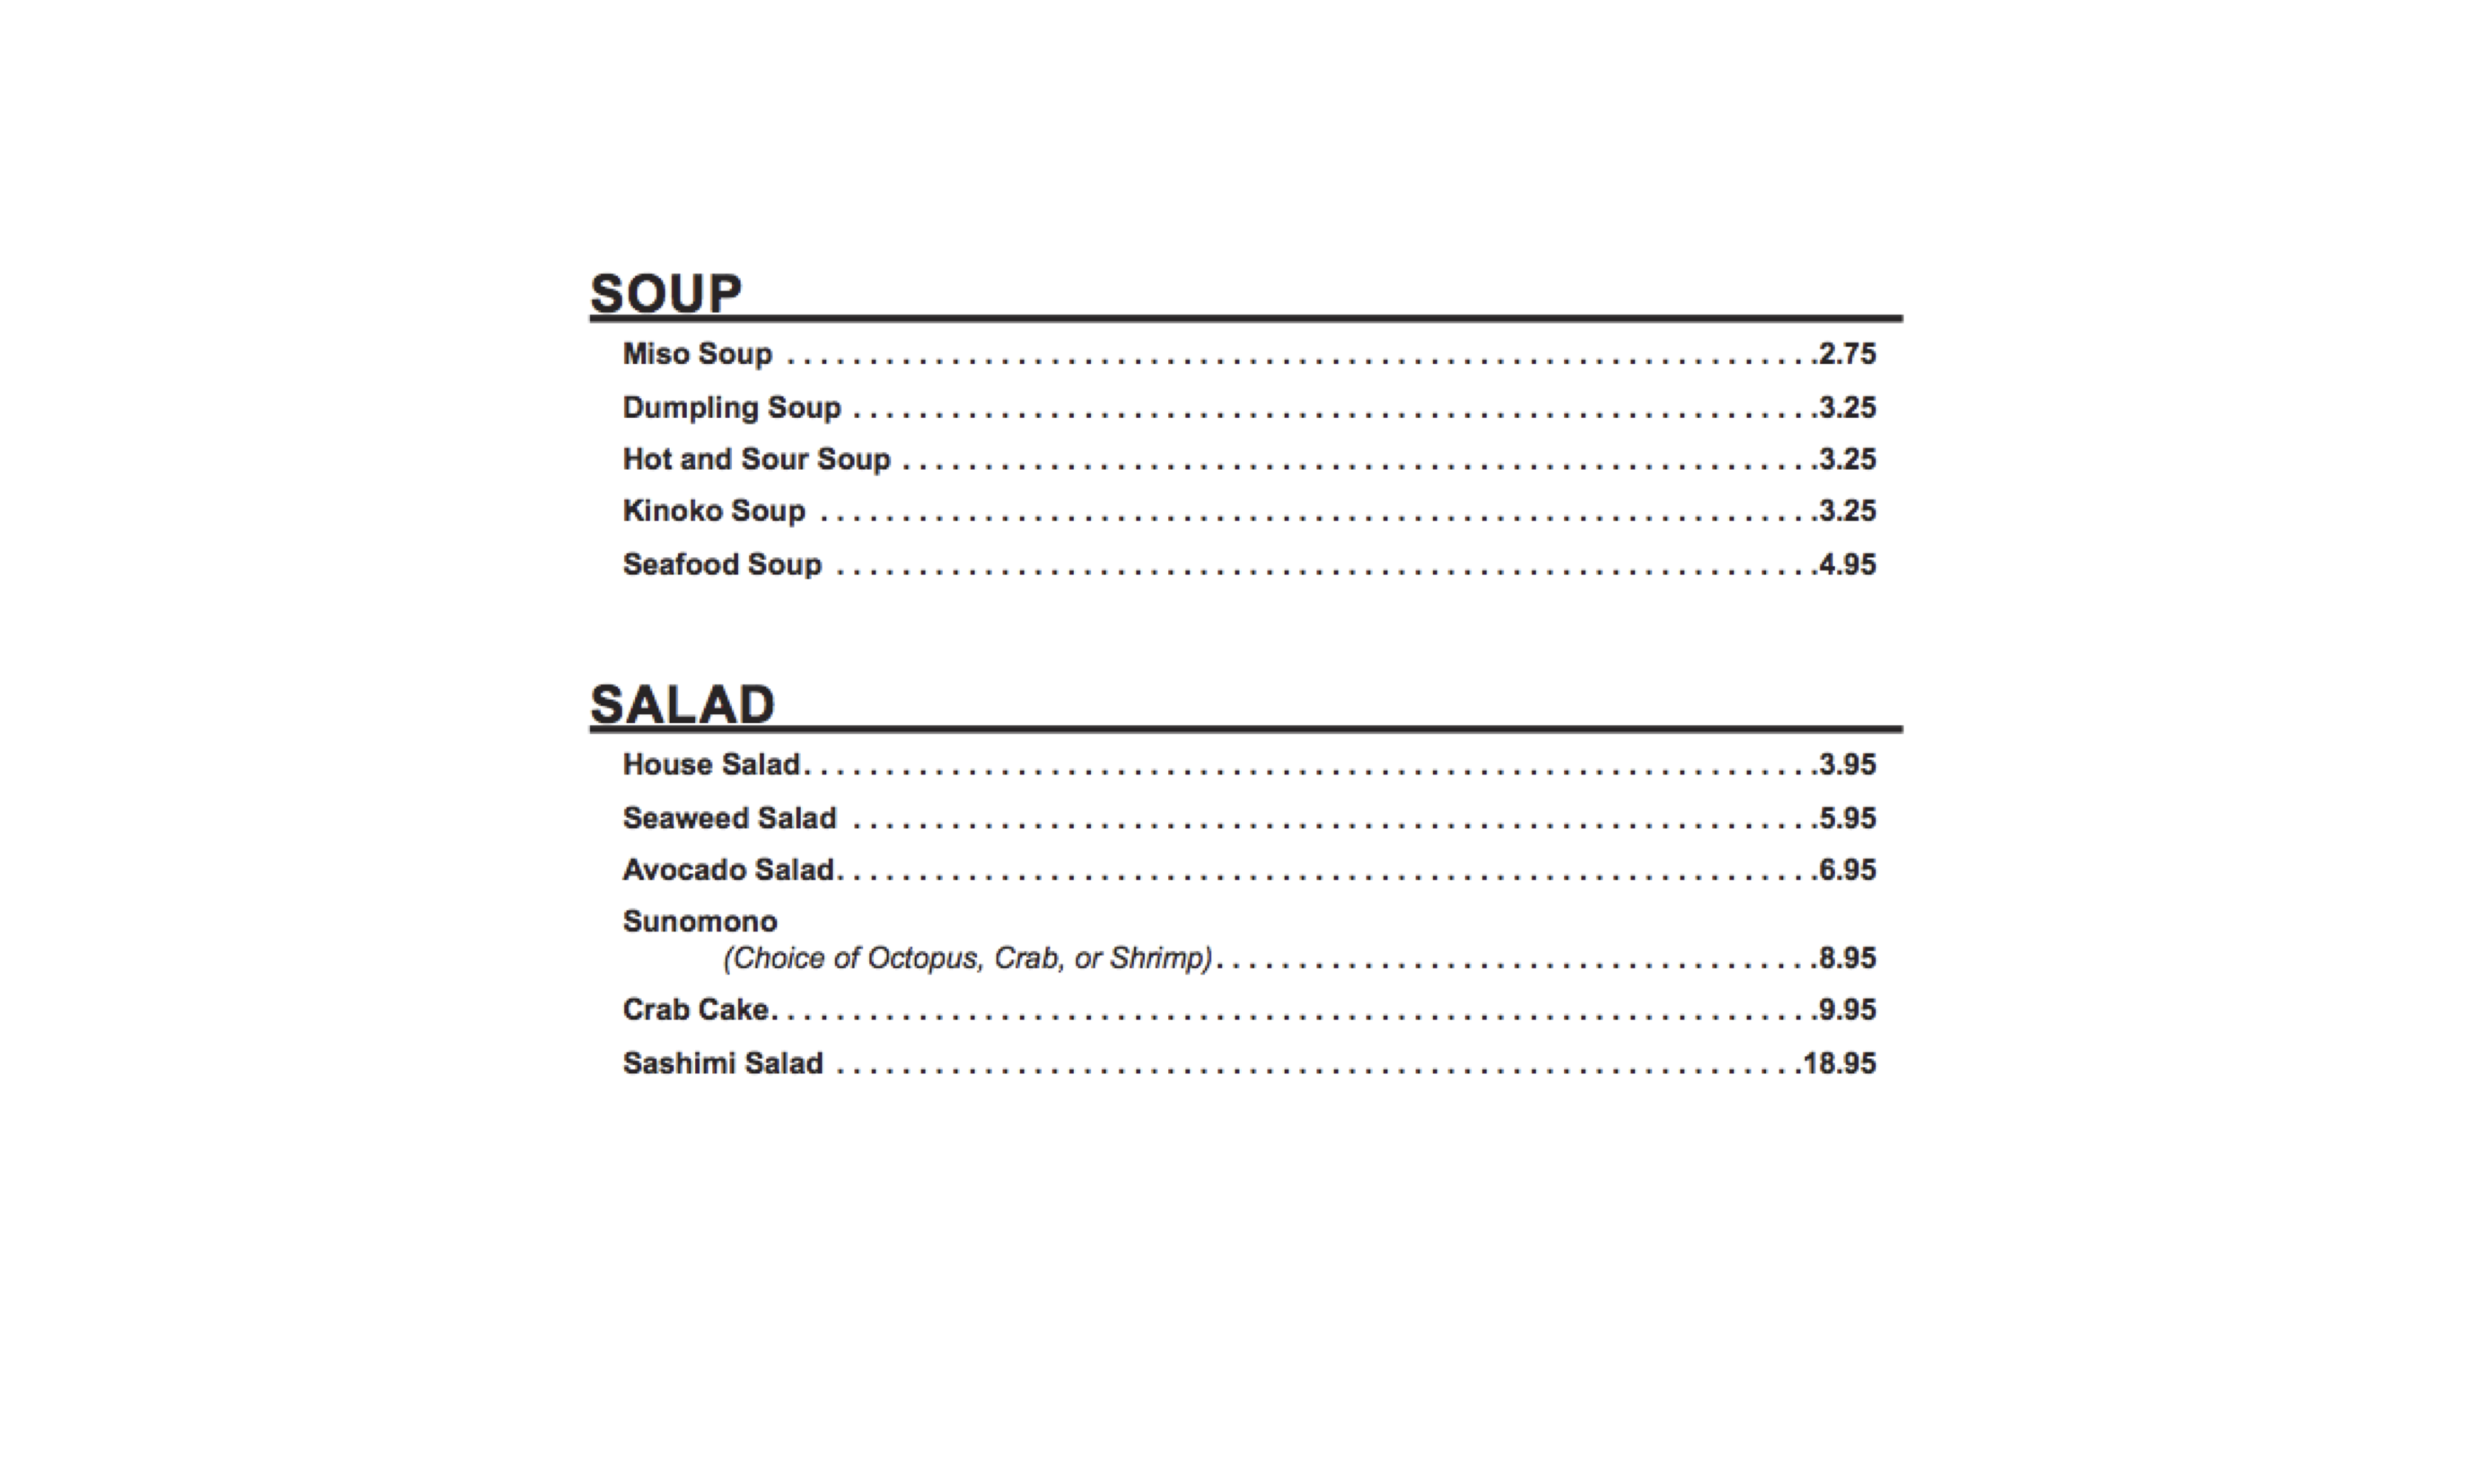 SOUP
Miso Soup . . . . . . . . . . . . . . . . . . . . . . . . . . . . . . . . . . . . . . . . . . . . . . . . . . . . . . . . . . . . . . .2.75
Dumpling Soup . . . . . . . . . . . . . . . . . . . . . . . . . . . . . . . . . . . . . . . . . . . . . . . . . . . . . . . . . . .3.25
Hot and Sour Soup . . . . . . . . . . . . . . . . . . . . . . . . . . . . . . . . . . . . . . . . . . . . . . . . . . . . . . . .3.25
Kinoko Soup . . . . . . . . . . . . . . . . . . . . . . . . . . . . . . . . . . . . . . . . . . . . . . . . . . . . . . . . . . . . .3.25
Seafood Soup . . . . . . . . . . . . . . . . . . . . . . . . . . . . . . . . . . . . . . . . . . . . . . . . . . . . . . . . . . . .4.95
SALAD
House Salad. . . . . . . . . . . . . . . . . . . . . . . . . . . . . . . . . . . . . . . . . . . . . . . . . . . . . . . . . . . . . .3.95
Seaweed Salad . . . . . . . . . . . . . . . . . . . . . . . . . . . . . . . . . . . . . . . . . . . . . . . . . . . . . . . . . . .5.95
Avocado Salad. . . . . . . . . . . . . . . . . . . . . . . . . . . . . . . . . . . . . . . . . . . . . . . . . . . . . . . . . . . .6.95
Sunomono
(Choice of Octopus, Crab, or Shrimp). . . . . . . . . . . . . . . . . . . . . . . . . . . . . . . . . . . . .8.95
Crab Cake. . . . . . . . . . . . . . . . . . . . . . . . . . . . . . . . . . . . . . . . . . . . . . . . . . . . . . . . . . . . . . . .9.95
Sashimi Salad . . . . . . . . . . . . . . . . . . . . . . . . . . . . . . . . . . . . . . . . . . . . . . . . . . . . . . . . . . .18.95